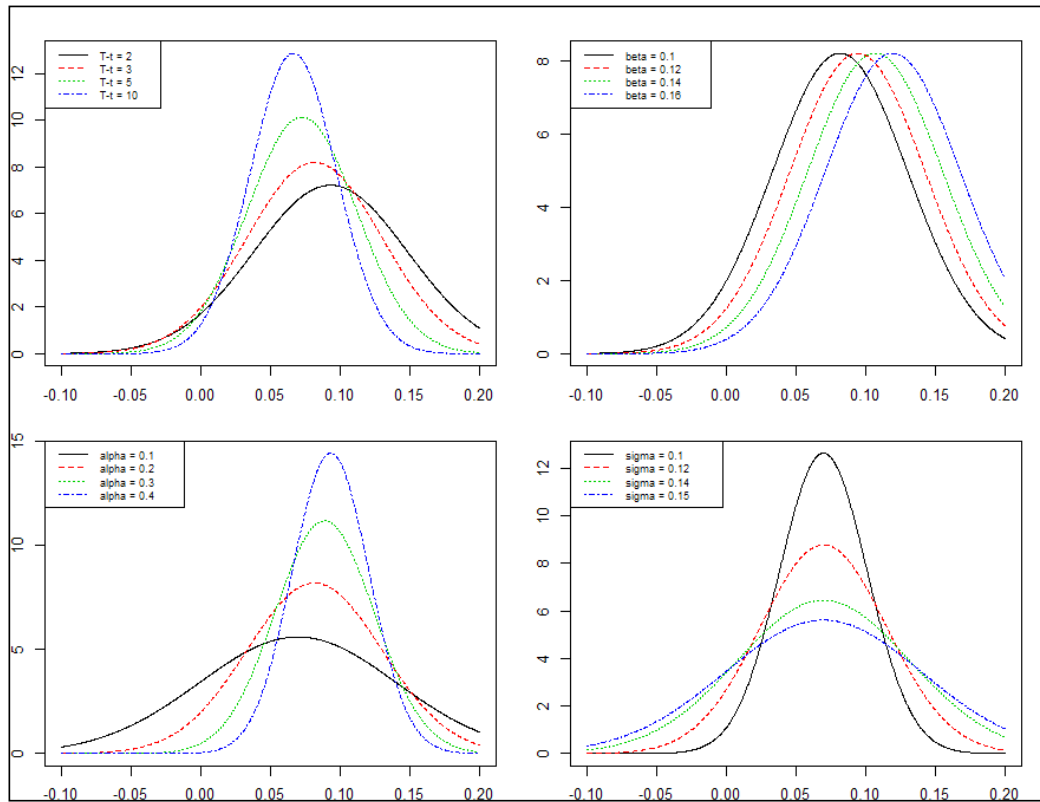 T-t = 2
T-t = 3
T-t = 5
T-t = 10
0
2
4
6
8
10
12
-0.10 -0.05 0.00 0.05 0.10 0.15 0.20
beta = 0.1
beta = 0.12
beta = 0.14
beta = 0.16
0
2
4
6
8
-0.10 -0.05 0.00 0.05 0.10 0.15 0.20
alpha = 0.1
alpha = 0.2
alpha = 0.3
alpha = 0.4
0
5
10
15
-0.10 -0.05 0.00 0.05 0.10 0.15 0.20
sigma = 0.1
sigma = 0.12
sigma = 0.14
sigma = 0.15
0
2
4
6
8
10
12
-0.10 -0.05 0.00 0.05 0.10 0.15 0.20